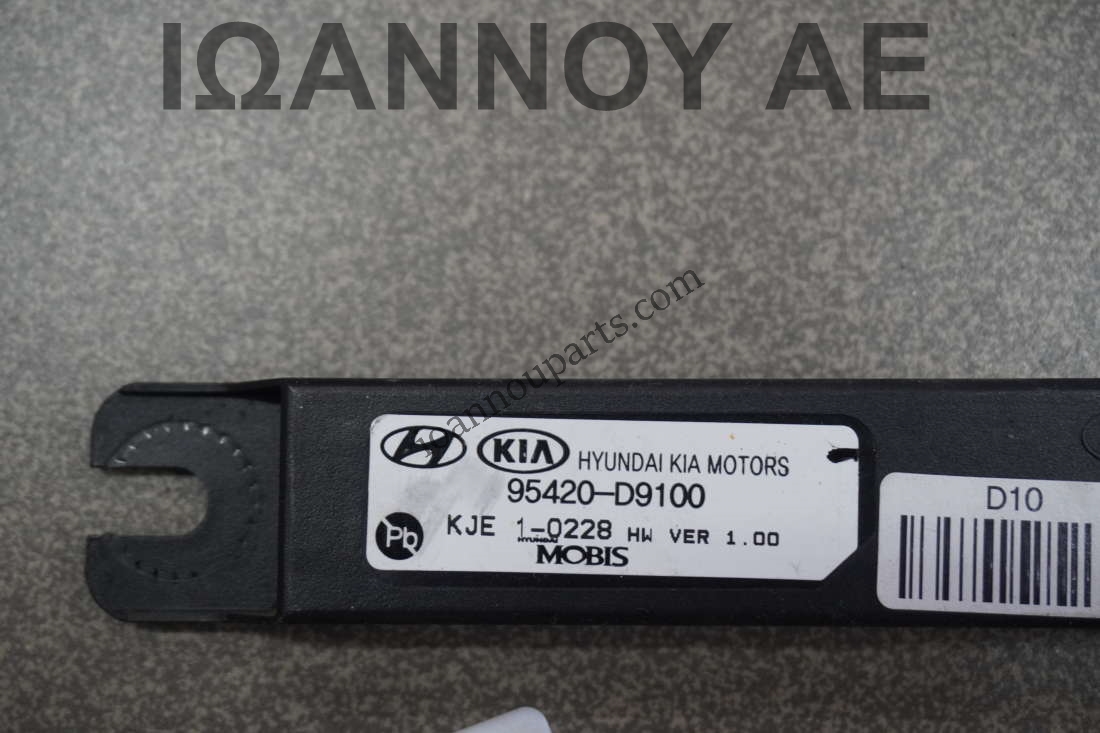 ΙΩΑΝΝΟΥ ΑΕ
ioannouparts.com
KIA HYUNDAI KIA MOTORS
95420-D9100
Pb KJE 1-0228 HW VER 1.00
HYUNDAI
MOBIS
D10